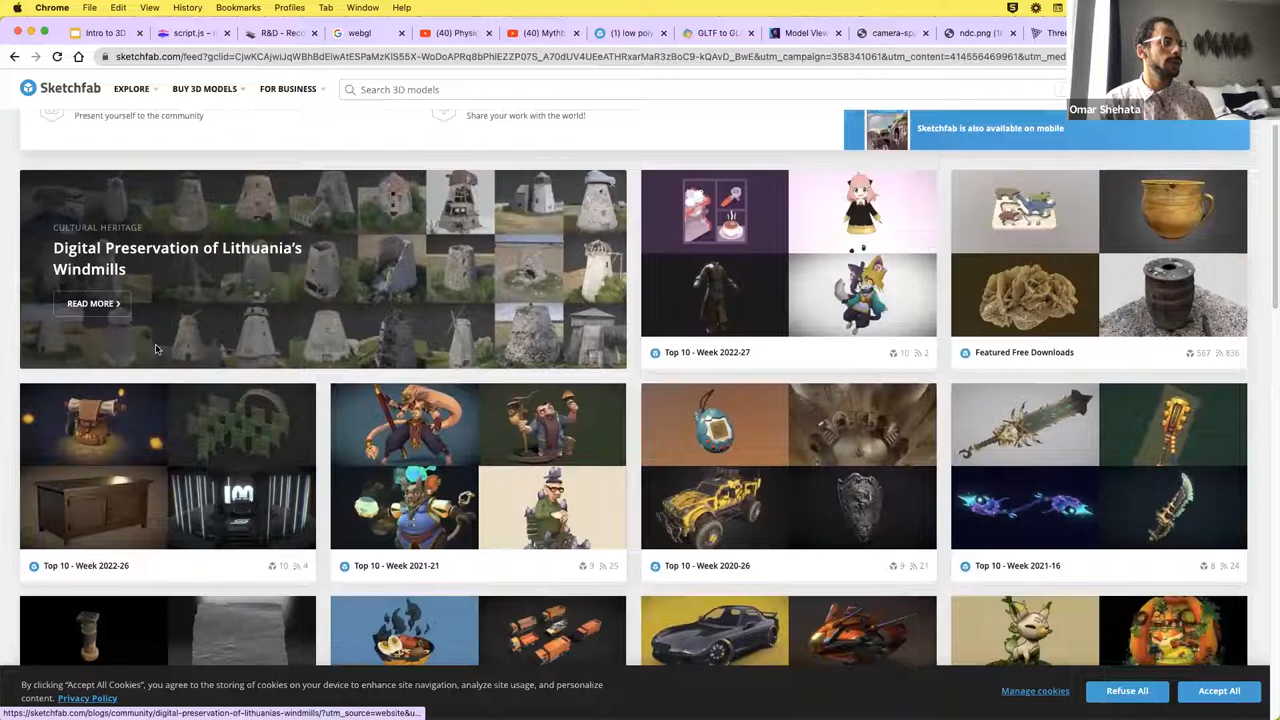 Chrome File Edit View History Bookmarks Profiles Tab Window Help
Intro to 3D script.js R&D - Reco webgl (40) Physi (40) Mythb (1) low poly GLTF to GL Model View camera-sp ndc.png (1 Three
sketchfab.com/feed?gclid=CjwKCAjwiJqWBhBdEiwAtESPaMzKlS55X-WoDoAPRq8bPhiEZZP07S_A70dUV4UEeATHRxarMaR3zBoC9-kQAvD_BwE&utm_campaign=358341061&utm_content=414556469961&utm_med
Omar Shehata
Sketchfab EXPLORE BUY 3D MODELS FOR BUSINESS Search 3D models
Present yourself to the community Share your work with the world!
Sketchfab is also available on mobile
CULTURAL HERITAGE
Digital Preservation of Lithuania's
Windmills
READ MORE
Top 10 - Week 2022-27 10 2
Featured Free Downloads 567 836
Top 10 - Week 2022-26 10 4
Top 10 - Week 2021-21 9 25
Top 10 - Week 2020-26 9 21
Top 10 - Week 2021-16 8 24
By clicking "Accept All Cookies", you agree to the storing of cookies on your device to enhance site navigation, analyze site usage, and personalize
content. Privacy Policy
Manage cookies Refuse All Accept All
https://sketchfab.com/blogs/community/digital-preservation-of-lithuanias-windmills/?utm_source=website&u...